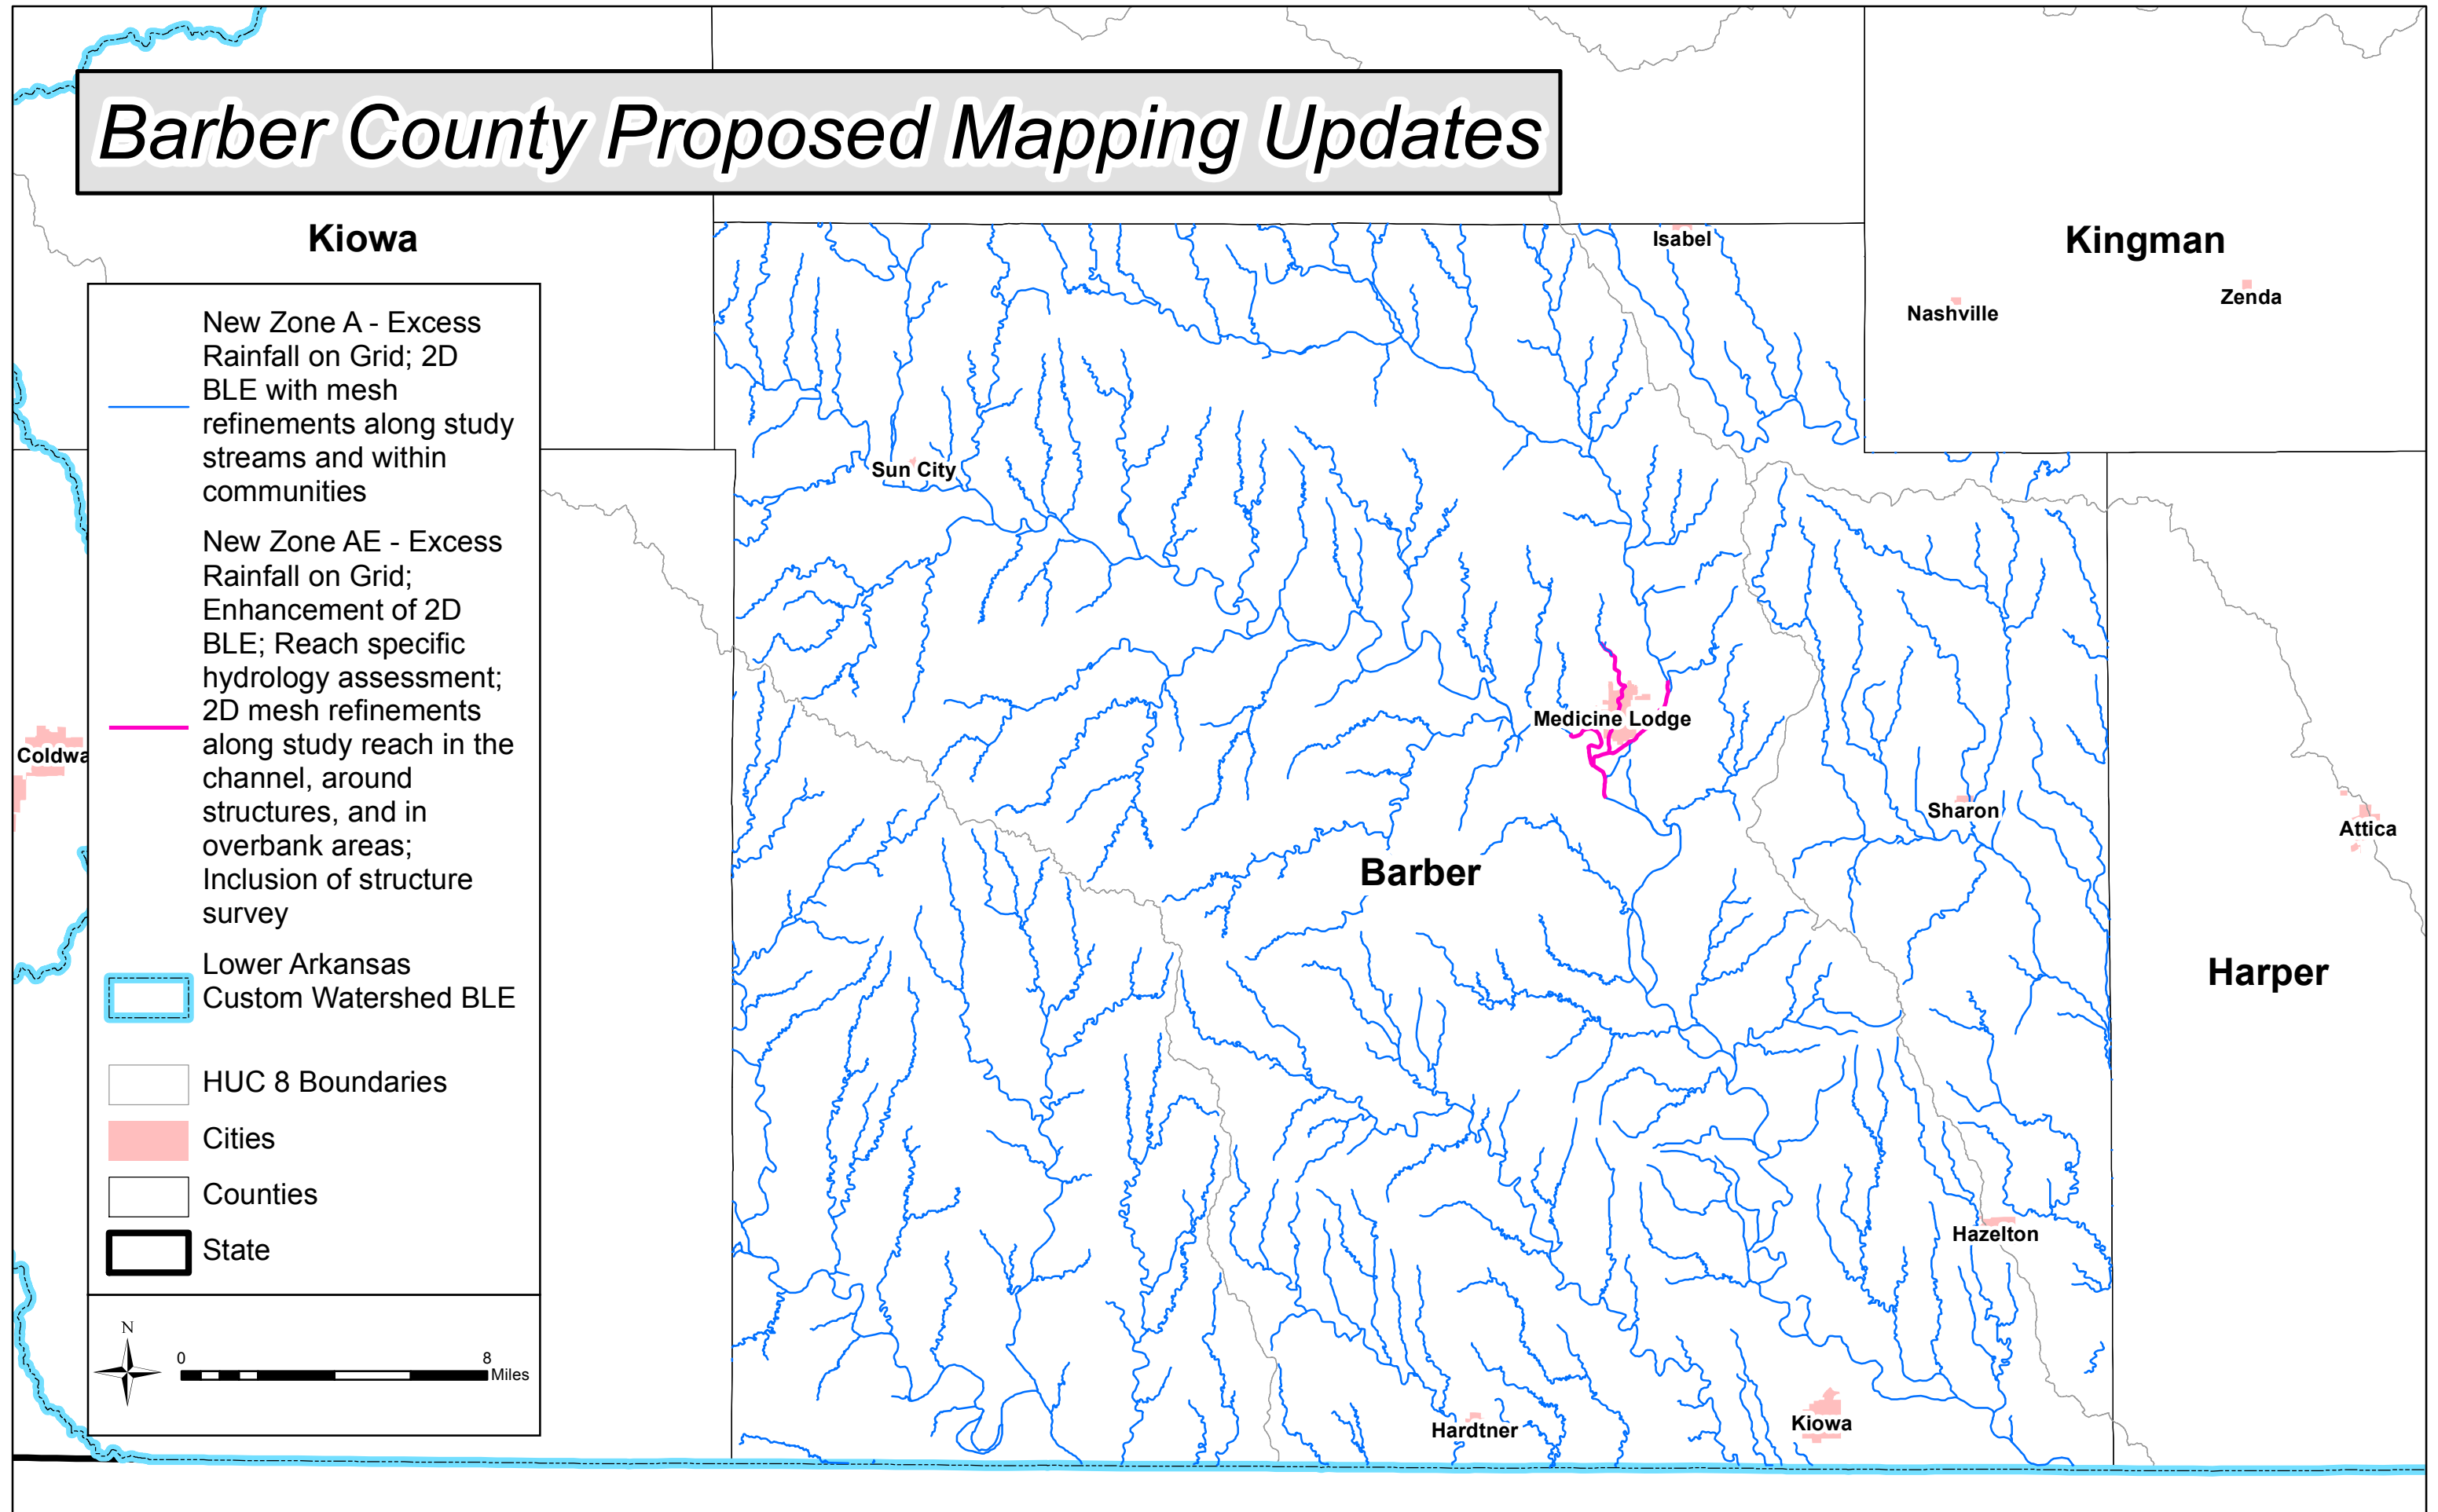 Barber County Proposed Mapping Updates
Kiowa
Isabel
Kingman
Nashville
Zenda
New Zone A - Excess
Rainfall on Grid; 2D
BLE with mesh
refinements along study
streams and within
communities
New Zone AE - Excess
Rainfall on Grid;
Enhancement of 2D
BLE; Reach specific
hydrology assessment;
2D mesh refinements
along study reach in the
channel, around
structures, and in
overbank areas;
Inclusion of structure
survey
Lower Arkansas
Custom Watershed BLE
HUC 8 Boundaries
Cities
Counties
State
N
0 8
Miles
Sun City
Medicine Lodge
Coldwa
Sharon
Attica
Barber
Harper
Hazelton
Hardtner
Kiowa